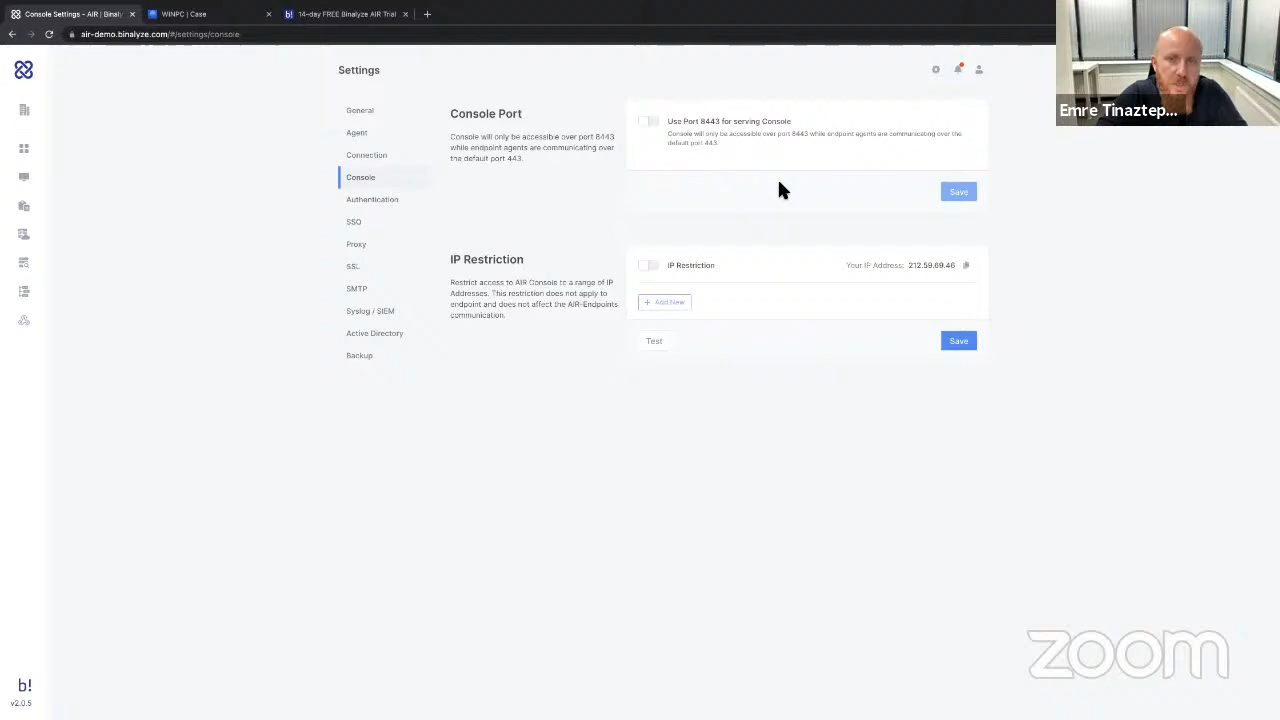 Console Settings – AIR | Binaly
WINPC | Case
b! 14-day FREE Binalyze AIR Trial
air-demo.binalyze.com/#/settings/console
Emre Tinaztep...
Settings
General
Agent
Connection
Console
Authentication
SSO
Proxy
SSL
SMTP
Syslog / SIEM
Active Directory
Backup
Console Port
Console will only be accessible over port 8443
while endpoint agents are communicating over
the default port 443.
Use Port 8443 for serving Console
Console will only be accessible over port 8443 while endpoint agents are communicating over the
default port 443.
Save
IP Restriction
Restrict access to AIR Console to a range of IP
Addresses. This restriction does not apply to
endpoint and does not affect the AIR-Endpoints
communication.
IP Restriction
Your IP Address: 212.59.69.46
+ Add New
Test
Save
zoom
b!
v2.0.5